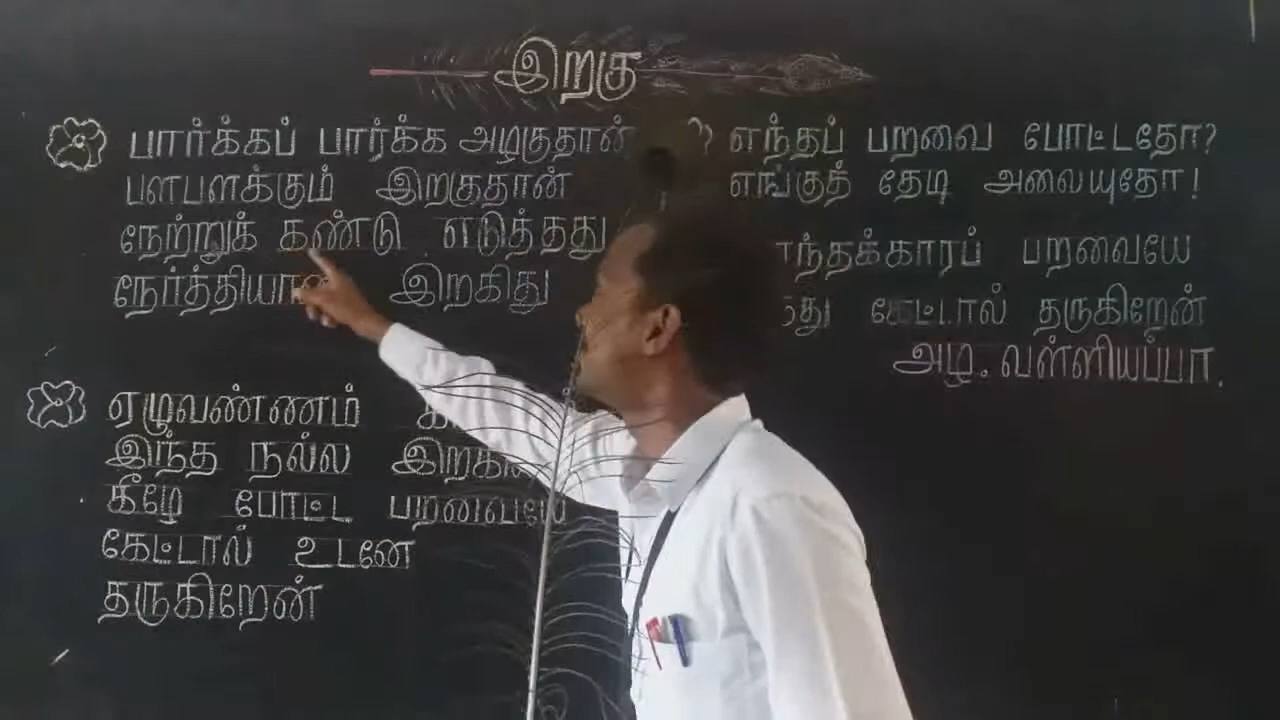 இறகு
பார்க்கப் பார்க்க அழகுதான்
பளபளக்கும் இறகுதான்
நேற்றுக் கண்டு எடுத்தது
நேர்த்தியான இறகிது
ஏழுவண்ணம்
இந்த நல்ல
கீழே போட்ட பறவையே
கேட்டால் உடனே
தருகிறேன்
? எந்தப் பறவை போட்டதோ?
எங்குத் தேடி அலையுதோ!
பறவையே
கேட்டால் தருகிறேன்
அழ. வள்ளியப்பா.